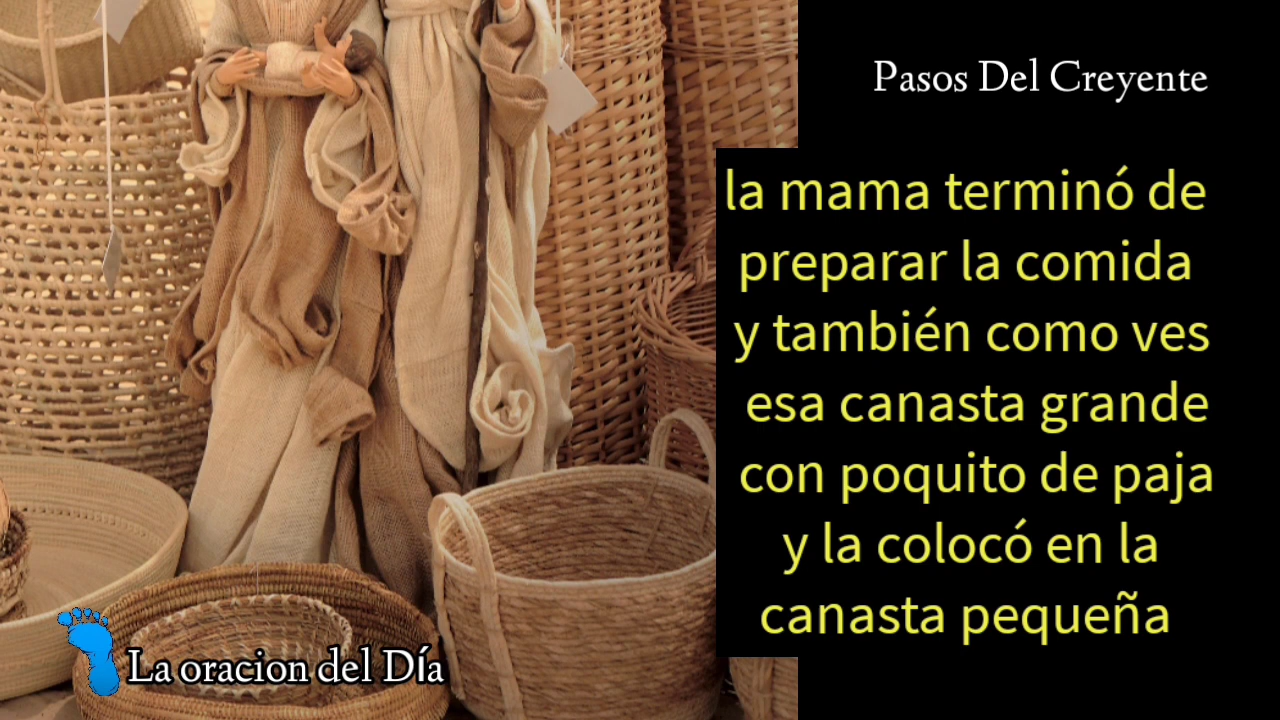 Pasos Del Creyente
la mama terminó de
preparar la comida
y también como ves
esa canasta grande
con poquito de paja
y la colocó en la
canasta pequeña
La oracion del Día